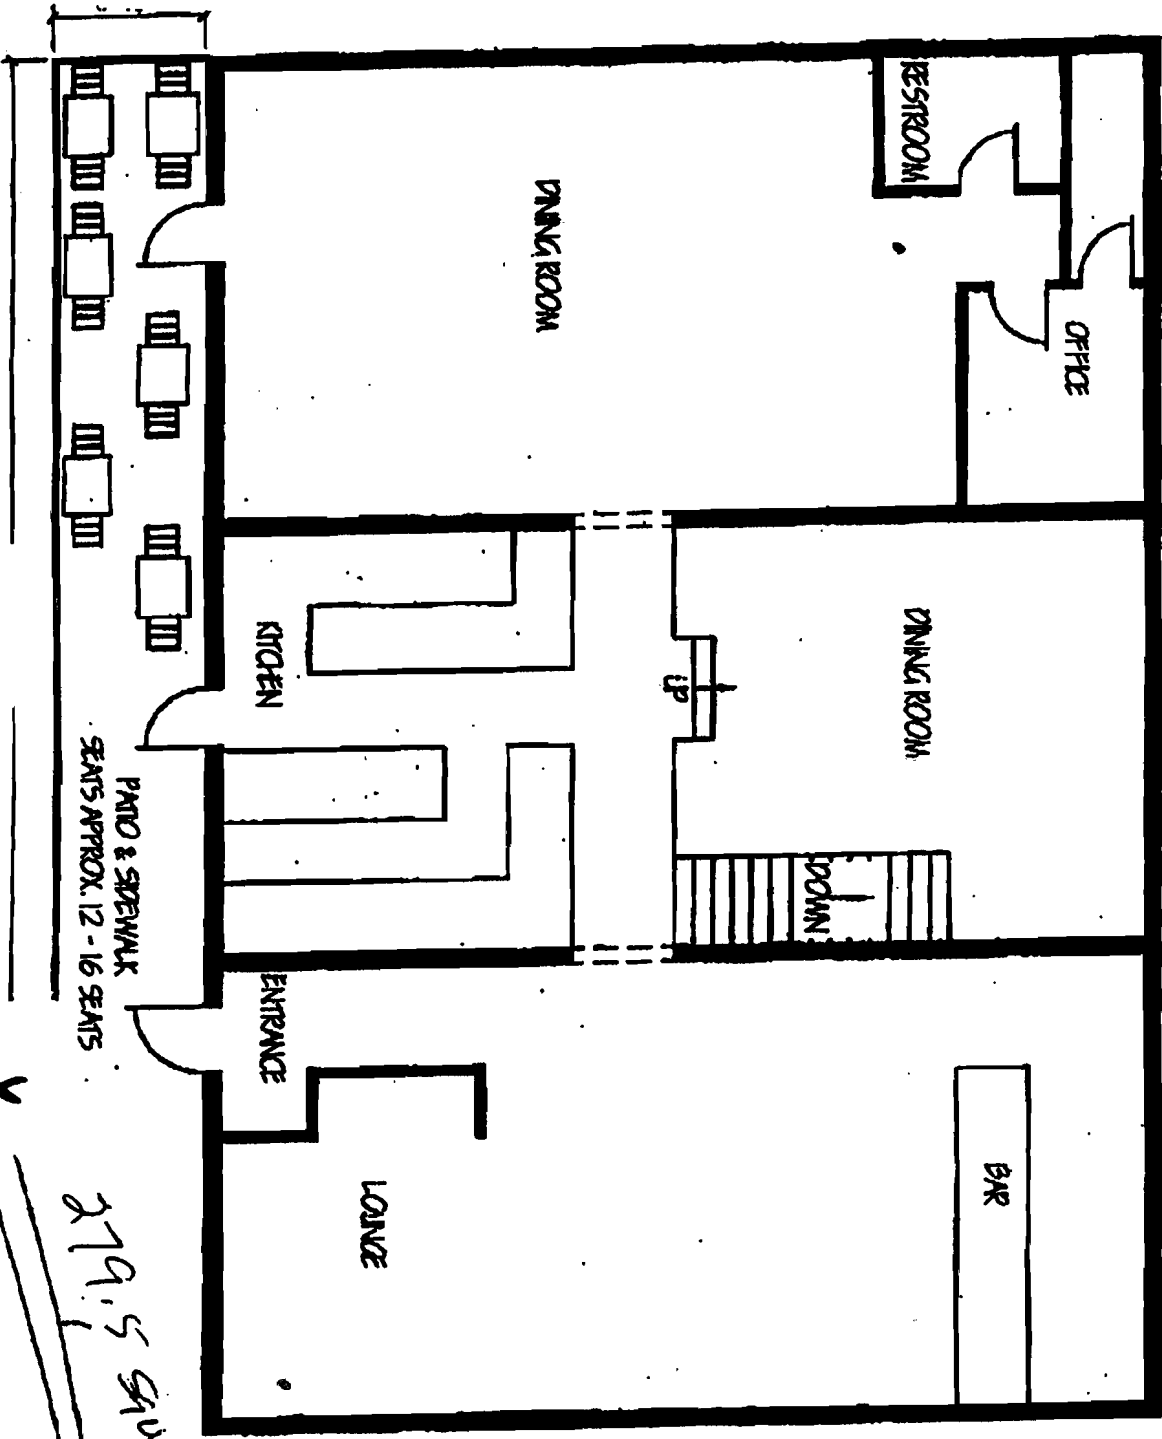 RESTROOM
OFFICE
DINING ROOM
DINING ROOM
UP
DOWN
KITCHEN
ENTRANCE
BAR
LOUNGE
PATIO & SIDEWALK
SEATS APPROX. 12 - 16 SEATS
279.5